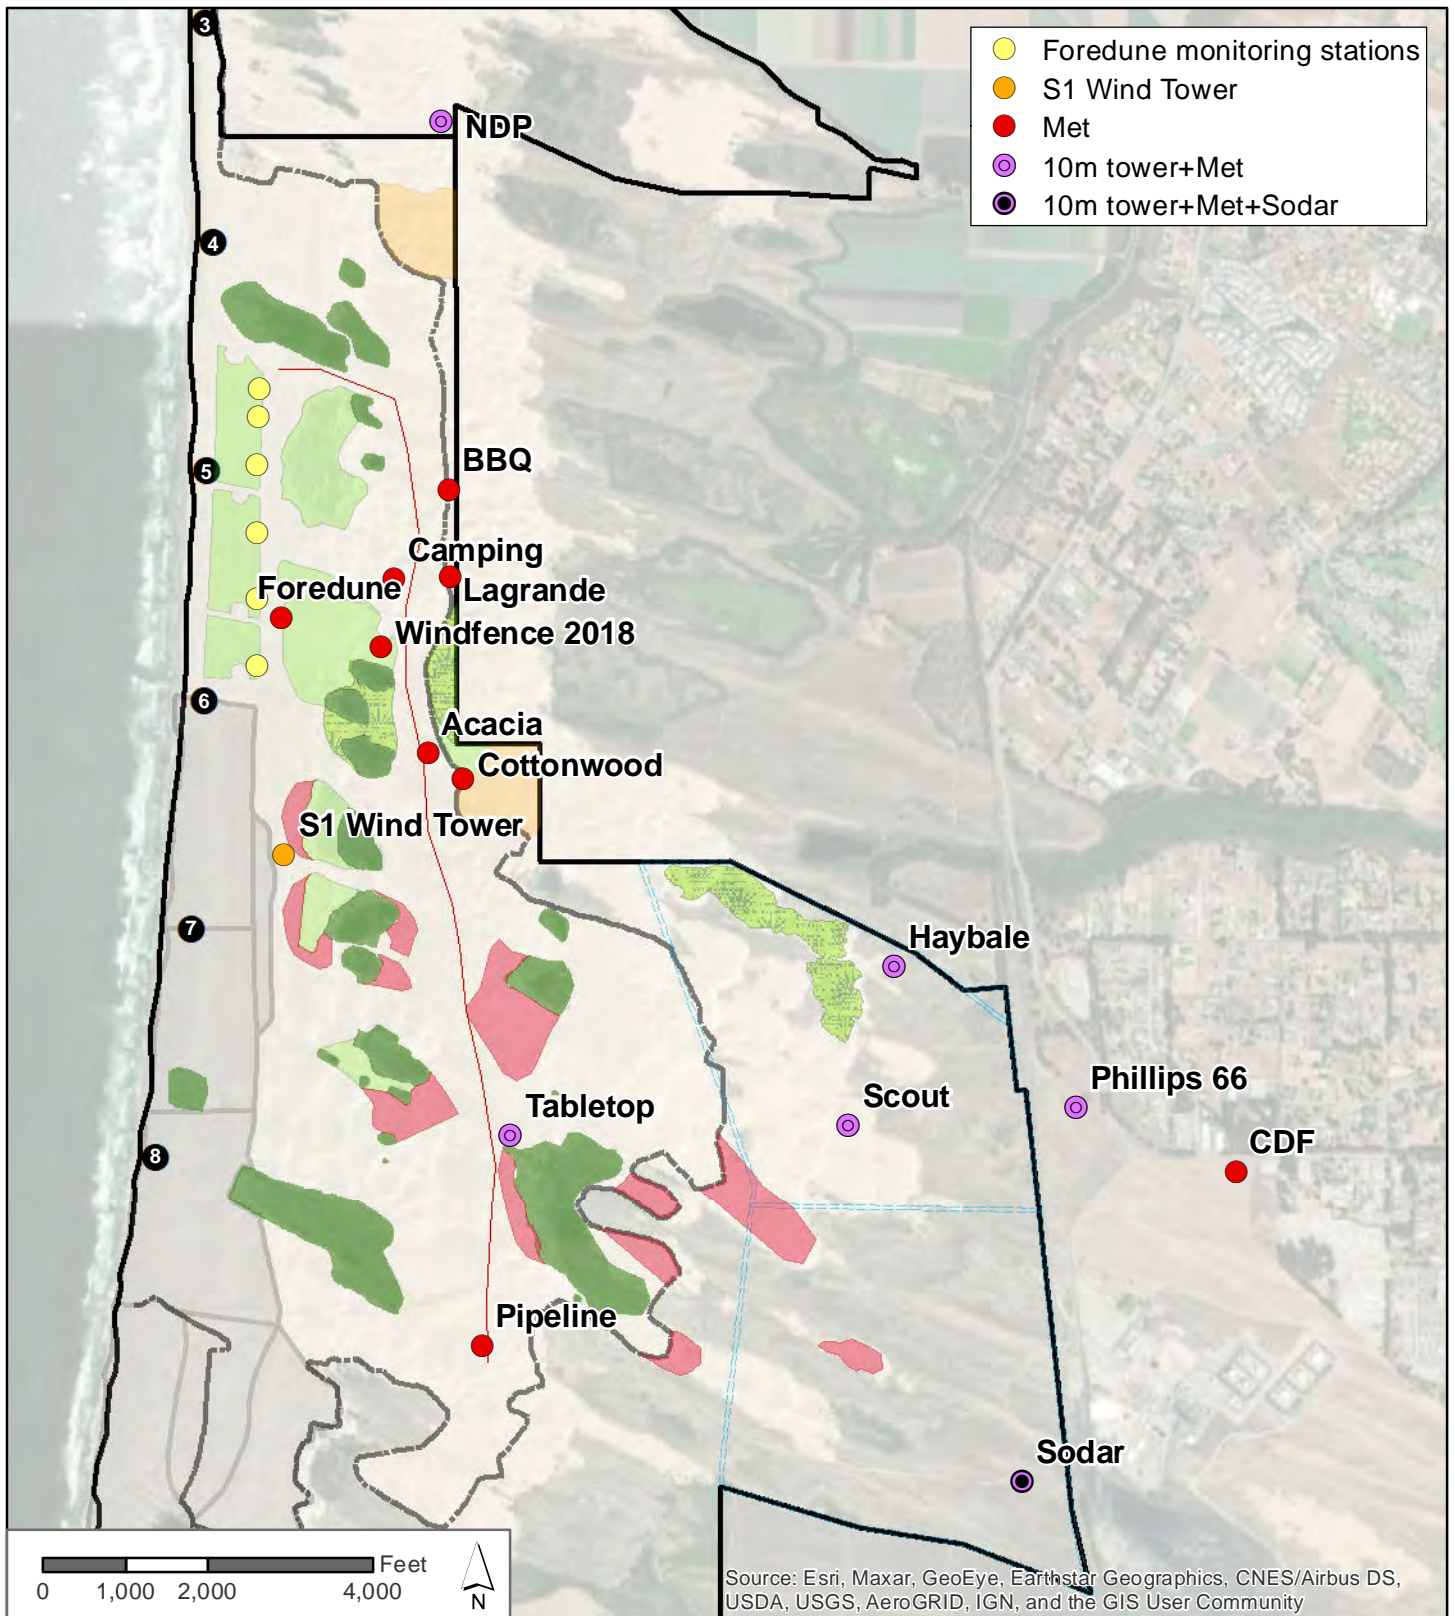 3
Foredune monitoring stations
S1 Wind Tower
Met
10m tower+Met
10m tower+Met+Sodar
NDP
4
BBQ
5
Camping
Foredune
Lagrande
Windfence 2018
6
Acacia
Cottonwood
S1 Wind Tower
7
Haybale
Phillips 66
Scout
Tabletop
CDF
8
Pipeline
Sodar
Feet
0 1,000 2,000 4,000
N
Source: Esri, Maxar, GeoEye, Earthstar Geographics, CNES/Airbus DS,
USDA, USGS, AeroGRID, IGN, and the GIS User Community